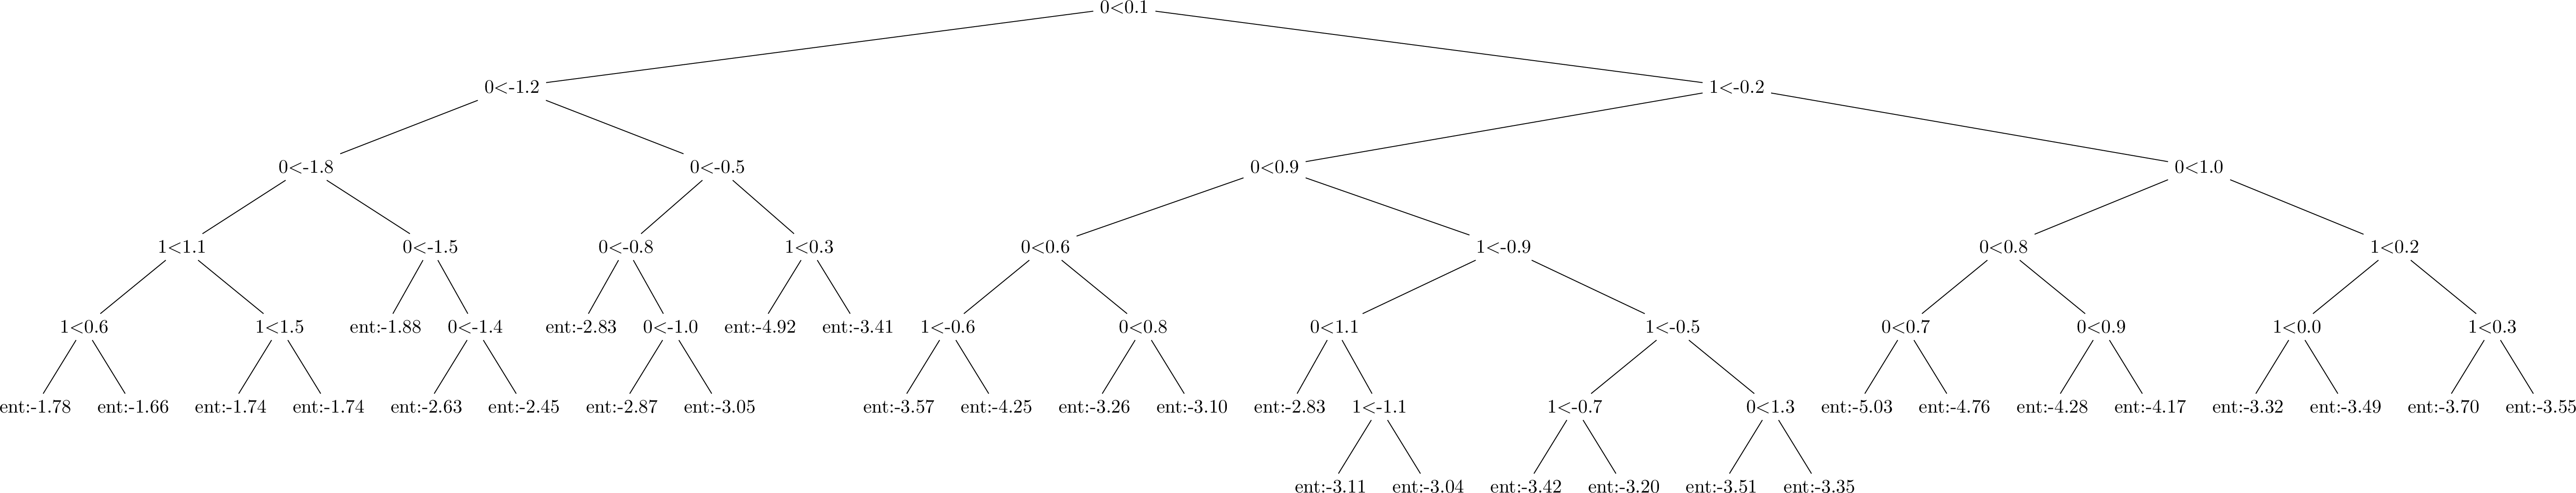 0<0.1
0<-1.2 1<-0.2
0<-1.8 0<-0.5 0<0.9 0<1.0
1<1.1 0<-1.5 0<-0.8 1<0.3 0<0.6 1<-0.9 0<0.8 1<0.2
1<0.6 1<1.5 ent:-1.88 0<-1.4 ent:-2.83 0<-1.0 ent:-4.92 ent:-3.41 1<-0.6 0<0.8 0<1.1 1<-0.5 0<0.7 0<0.9 1<0.0 1<0.3
ent:-1.78 ent:-1.66 ent:-1.74 ent:-1.74 ent:-2.63 ent:-2.45 ent:-2.87 ent:-3.05 ent:-3.57 ent:-4.25 ent:-3.26 ent:-3.10 ent:-2.83 1<-1.1 1<-0.7 0<1.3 ent:-5.03 ent:-4.76 ent:-4.28 ent:-4.17 ent:-3.32 ent:-3.49 ent:-3.70 ent:-3.55
ent:-3.11 ent:-3.04 ent:-3.42 ent:-3.20 ent:-3.51 ent:-3.35